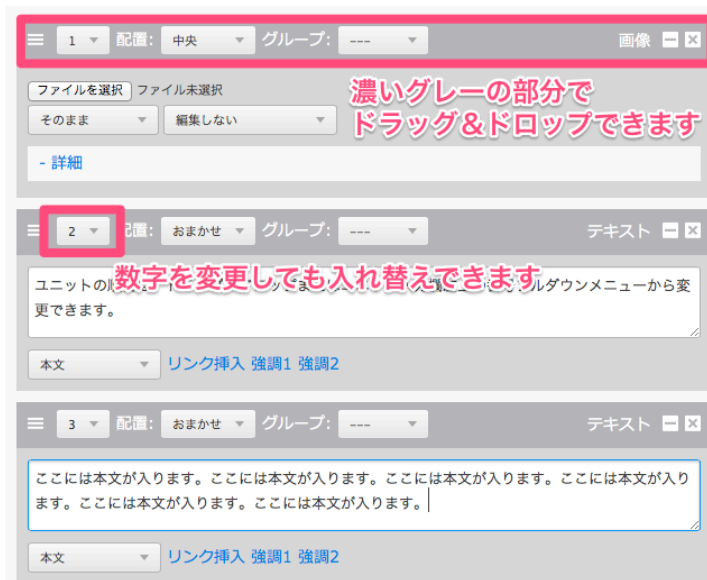 1 配置: 中央 グループ: --- 画像
ファイルを選択 ファイル未選択
濃いグレーの部分で
ドラッグ&ドロップできます
そのまま 編集しない
- 詳細
2 配置: おまかせ グループ: --- テキスト
数字を変更しても入れ替えできます
ユニットの ルダウンメニューから変
更できます。
本文 リンク挿入 強調1 強調2
3 配置: おまかせ グループ: --- テキスト
ここには本文が入ります。ここには本文が入ります。ここには本文が入ります。ここには本文が入り
ます。ここには本文が入ります。ここには本文が入ります。
本文 リンク挿入 強調1 強調2